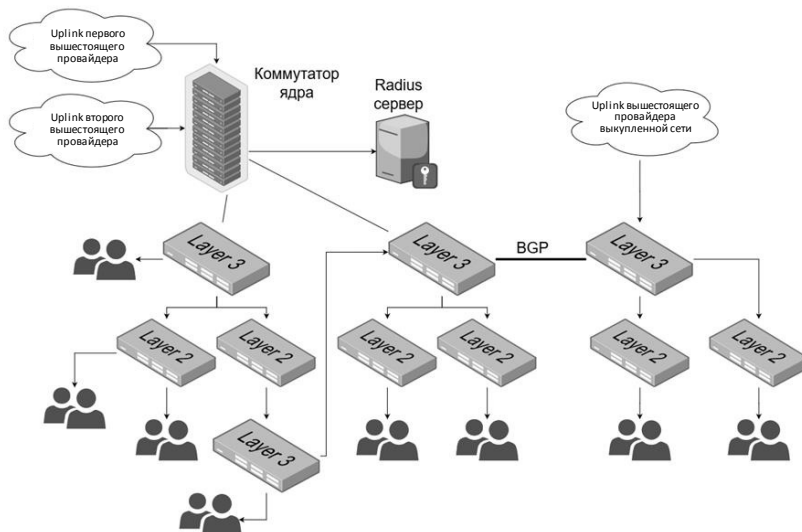 Uplink первого
вышестоящего
провайдера
Uplink второго
вышестоящего
провайдера
Коммутатор
ядра
Radius
сервер
Uplink вышестоящего
провайдера
выкупленной сети
Layer 3
Layer 3
BGP
Layer 3
Layer 2
Layer 2
Layer 2
Layer 2
Layer 2
Layer 2
Layer 3